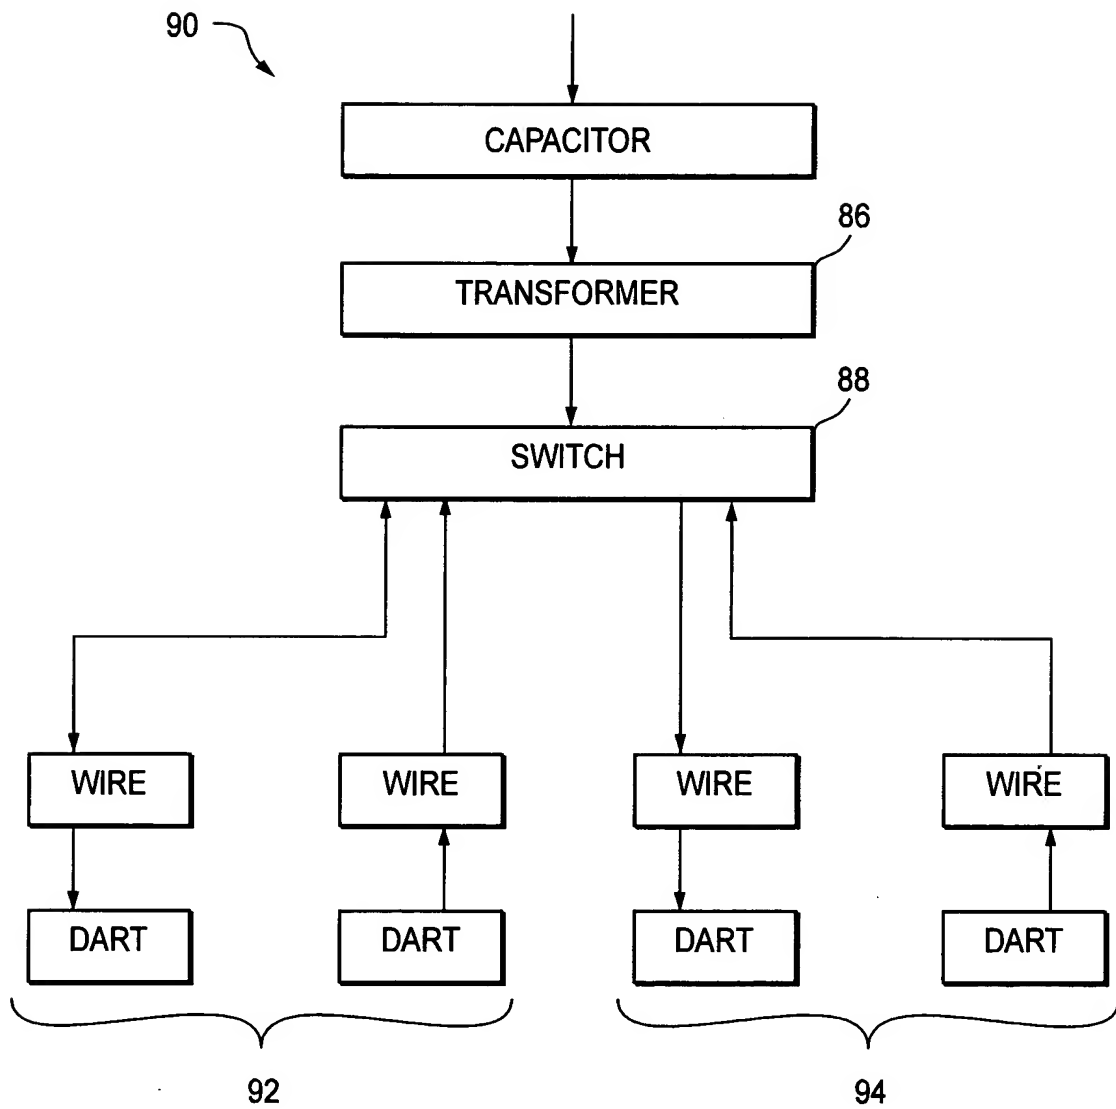 90
CAPACITOR
86
TRANSFORMER
88
SWITCH
WIRE WIRE WIRE WIRE
DART DART DART DART
92 94